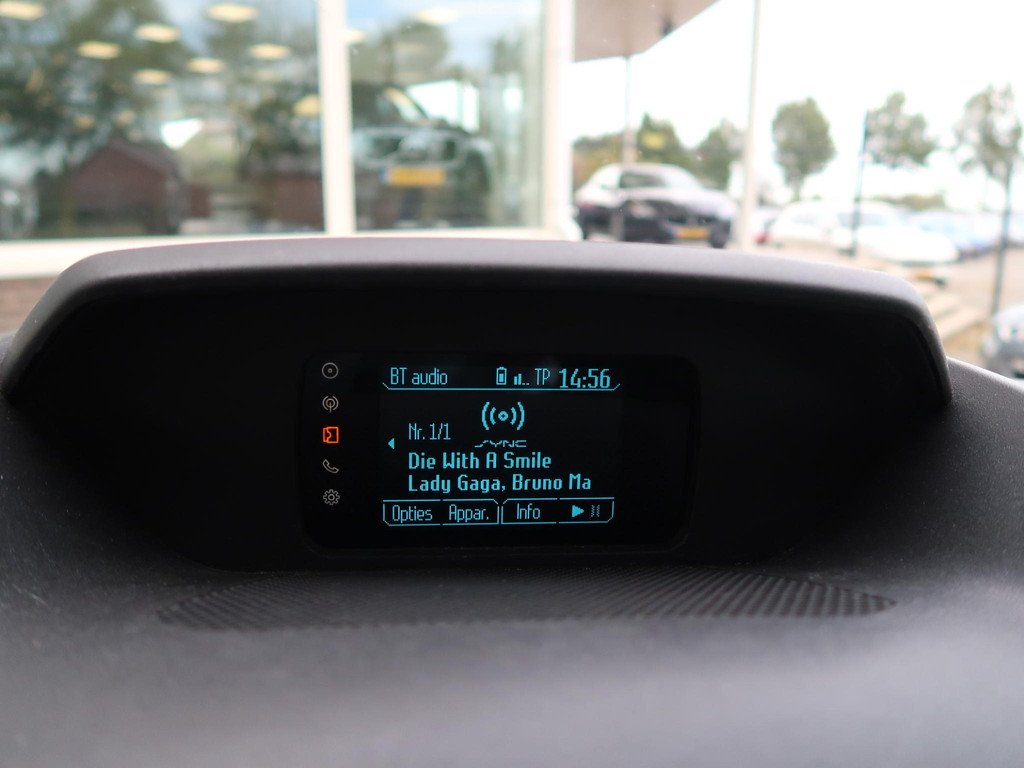 BT audio TP 14:56
Nr. 1/1
SYNC
Die With A Smile
Lady Gaga, Bruno Ma
Opties Appar. Info